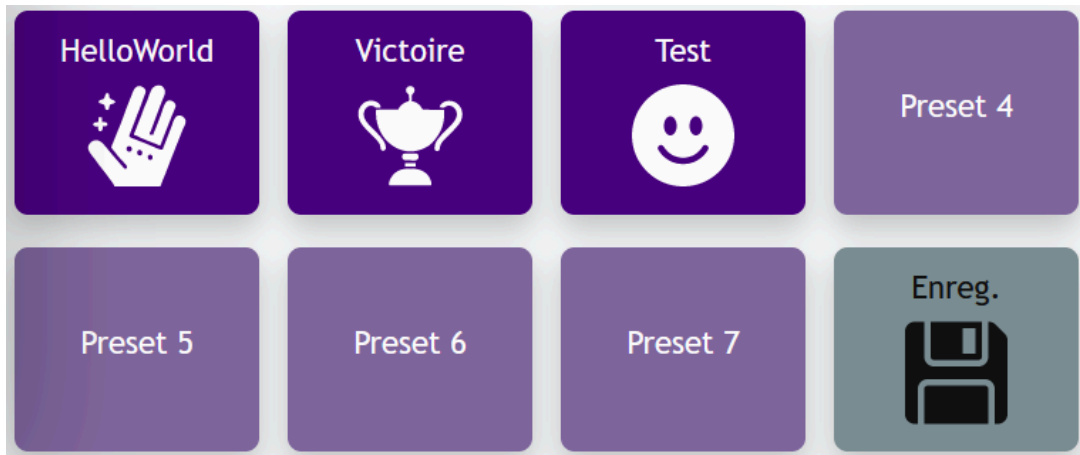 HelloWorld
Victoire
Test
Preset 4
Preset 5
Preset 6
Preset 7
Enreg.